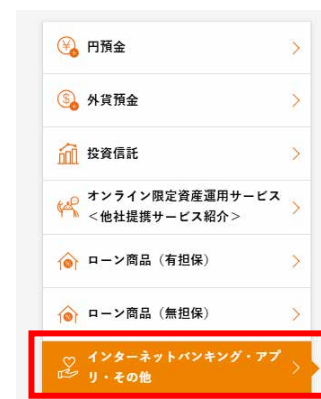 円預金
外貨預金
投資信託
オンライン限定資産運用サービス
<他社提携サービス紹介>
ローン商品（有担保）
ローン商品（無担保）
インターネットバンキング・アプ
リ・その他